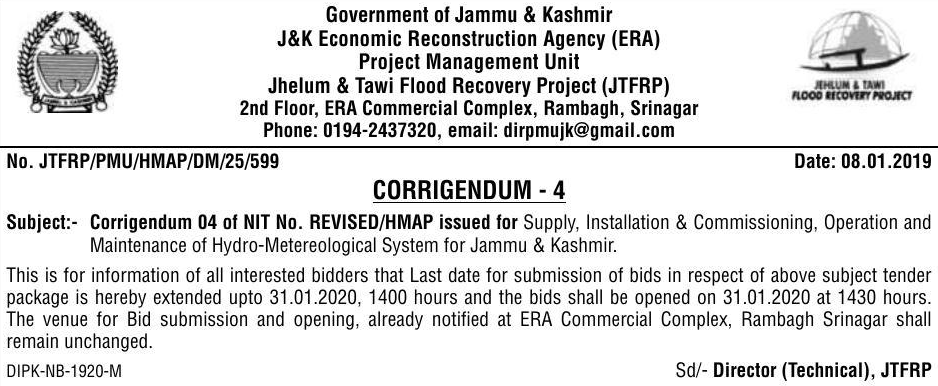 Government of Jammu & Kashmir
J&K Economic Reconstruction Agency (ERA)
Project Management Unit
Jhelum & Tawi Flood Recovery Project (JTFRP)
2nd Floor, ERA Commercial Complex, Rambagh, Srinagar
Phone: 0194-2437320, email: dirpmujk@gmail.com
JAMMU & KASHMIR
JEHLUM & TAWI
FLOOD RECOVERY PROJECT
No. JTFRP/PMU/HMAP/DM/25/599 Date: 08.01.2019
CORRIGENDUM - 4
Subject:- Corrigendum 04 of NIT No. REVISED/HMAP issued for Supply, Installation & Commissioning, Operation and
Maintenance of Hydro-Metereological System for Jammu & Kashmir.
This is for information of all interested bidders that Last date for submission of bids in respect of above subject tender
package is hereby extended upto 31.01.2020, 1400 hours and the bids shall be opened on 31.01.2020 at 1430 hours.
The venue for Bid submission and opening, already notified at ERA Commercial Complex, Rambagh Srinagar shall
remain unchanged.
DIPK-NB-1920-M Sd/- Director (Technical), JTFRP